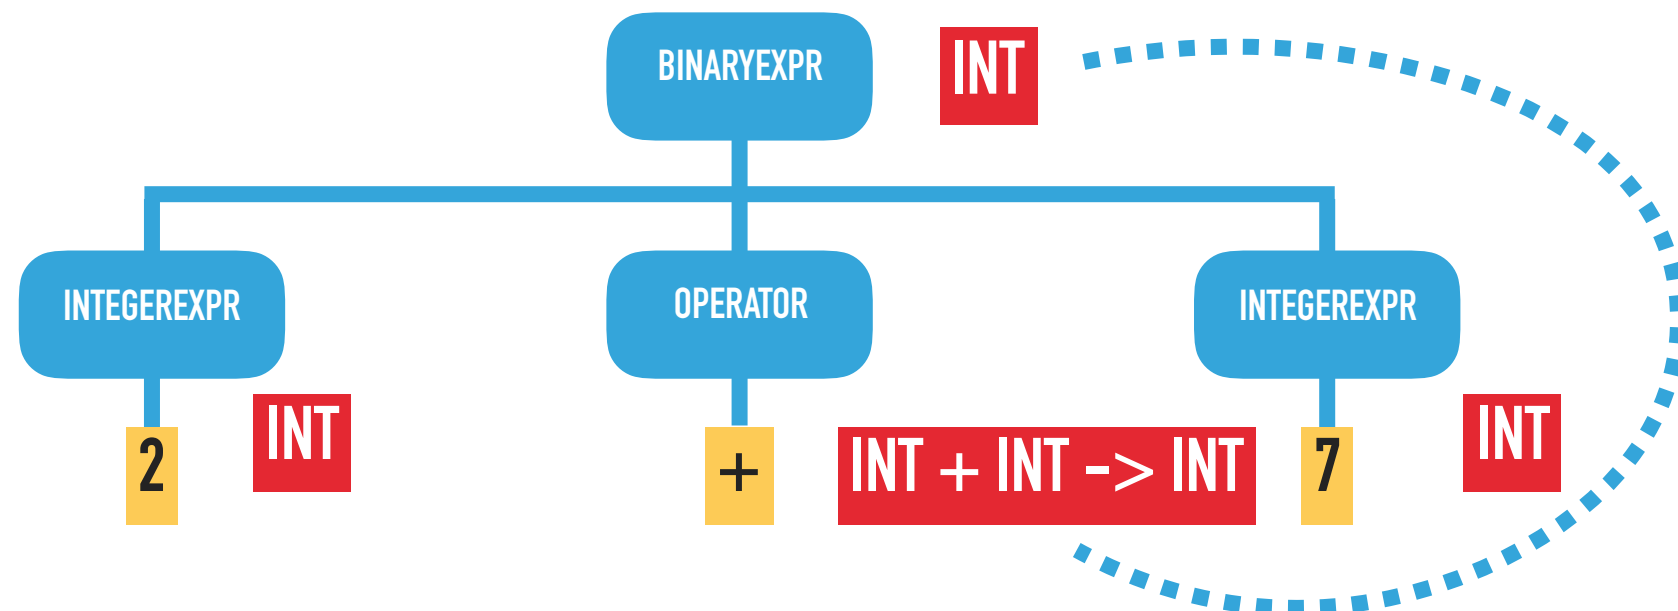 BINARYEXPR
INT
INTEGEREXPR
OPERATOR
INTEGEREXPR
2
INT
+
INT + INT -> INT
7
INT